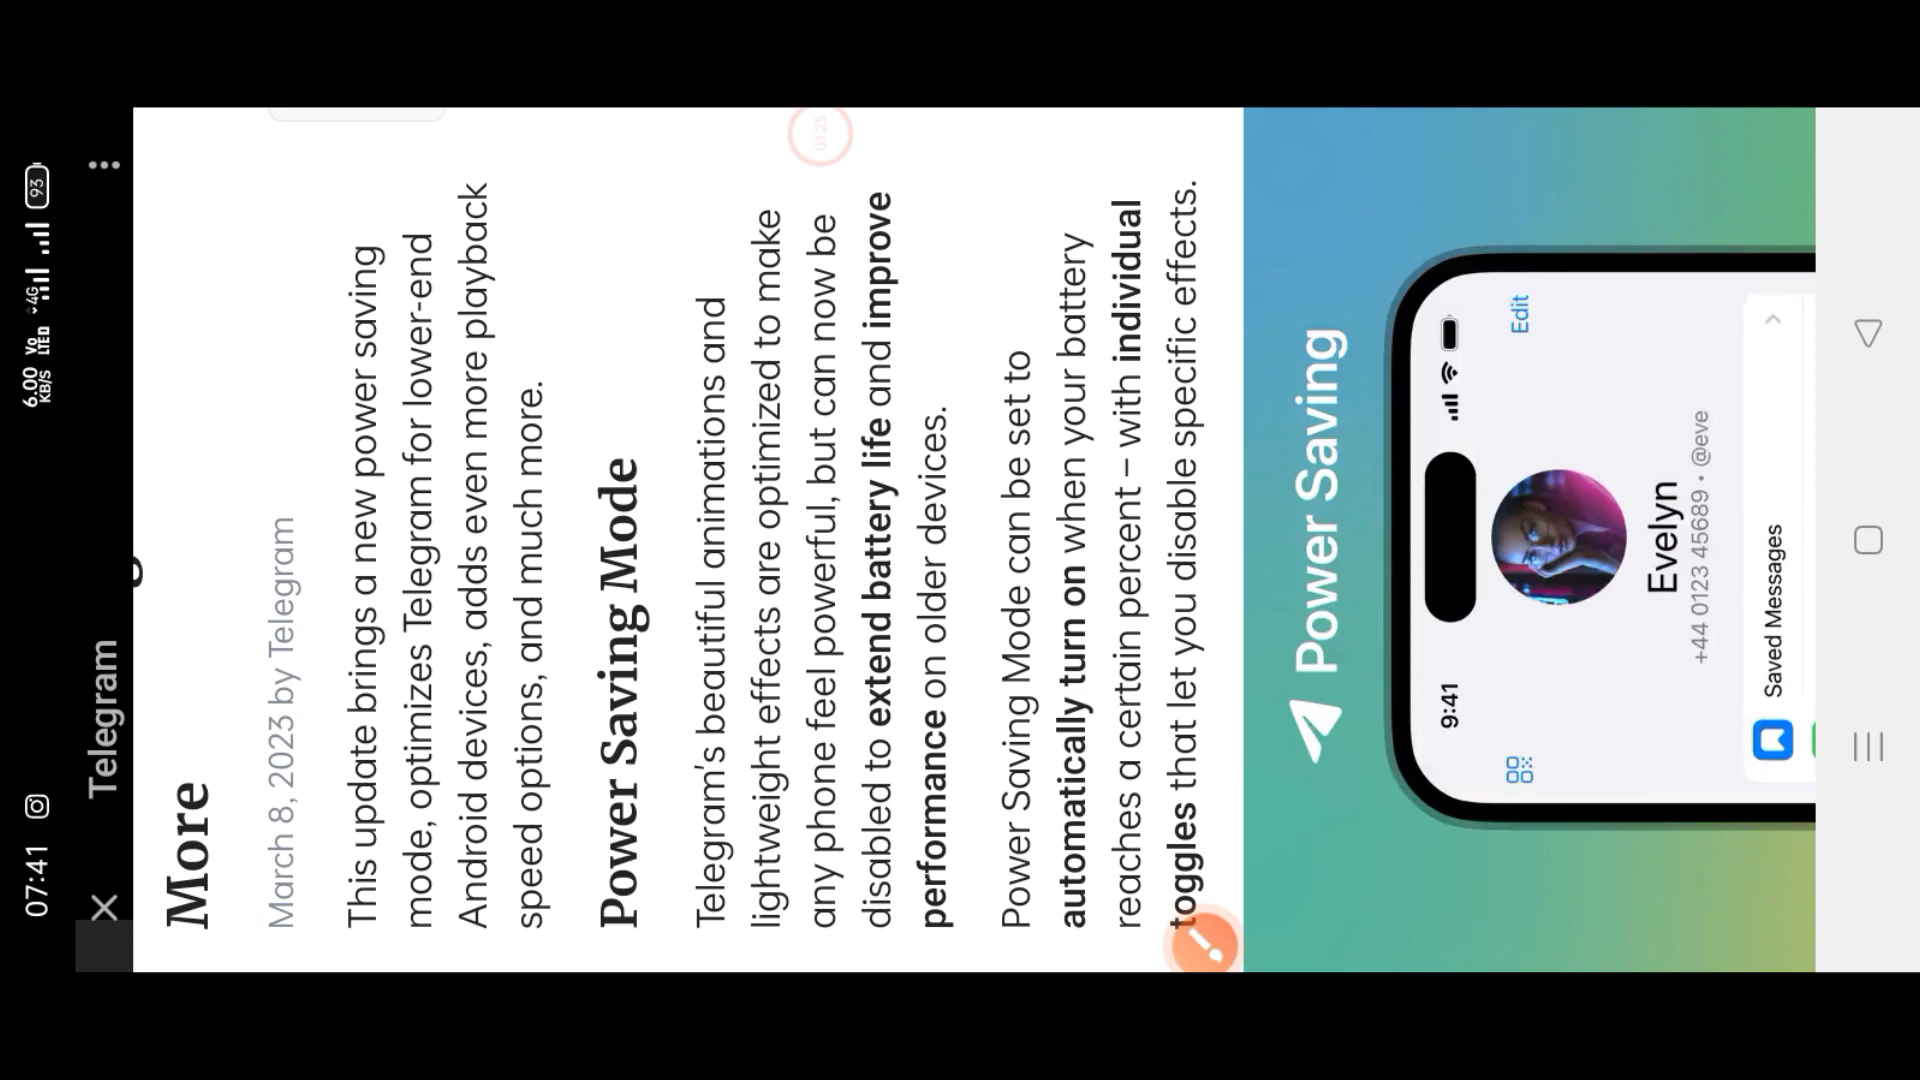 07:41
6.00 KB/S Vo LTED 4G 93
Telegram
More
March 8, 2023 by Telegram
This update brings a new power saving
mode, optimizes Telegram for lower-end
Android devices, adds even more playback
speed options, and much more.
Power Saving Mode
Telegram's beautiful animations and
lightweight effects are optimized to make
any phone feel powerful, but can now be
disabled to extend battery life and improve
performance on older devices.
Power Saving Mode can be set to
automatically turn on when your battery
reaches a certain percent – with individual
toggles that let you disable specific effects.
01:25
Power Saving
9:41
Edit
Evelyn
+44 0123 45689 • @eve
Saved Messages